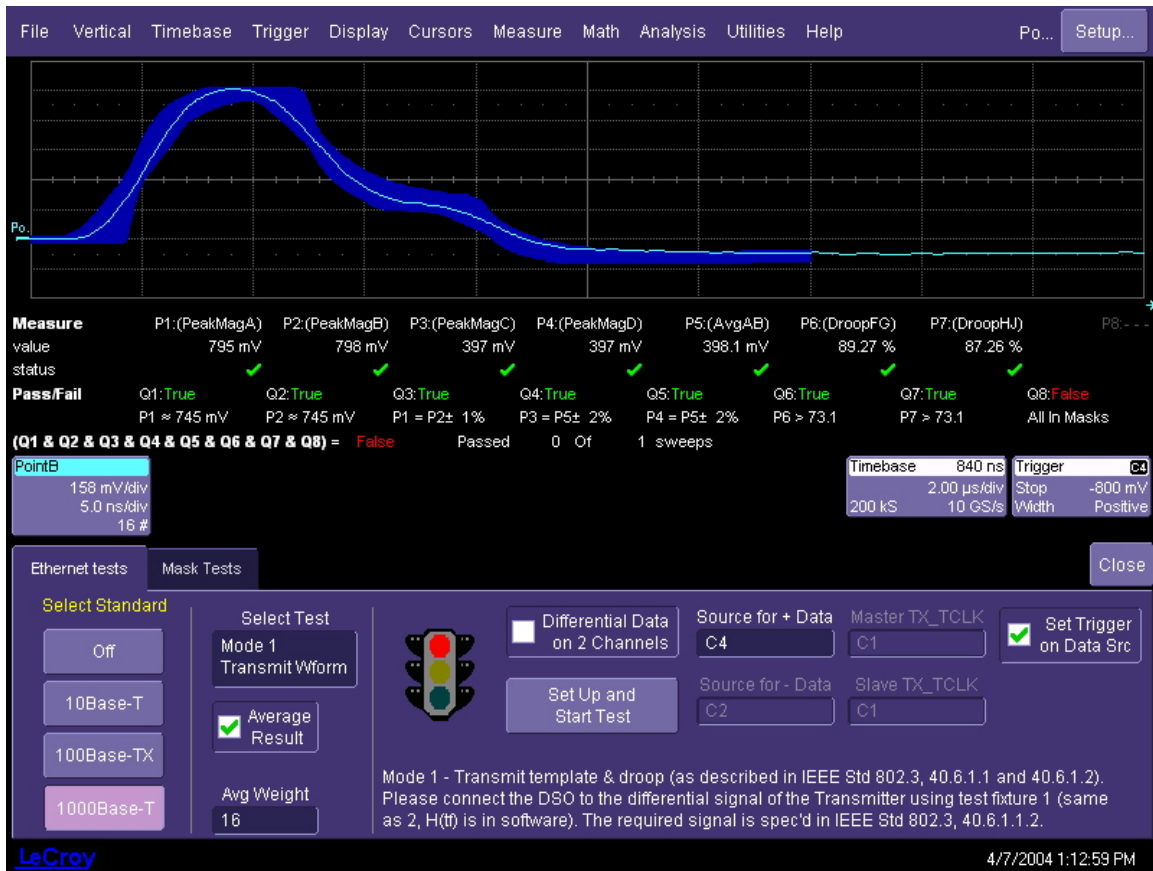 File Vertical Timebase Trigger Display Cursors Measure Math Analysis Utilities Help Po... Setup...
Po.
Measure P1:(PeakMagA) P2:(PeakMagB) P3:(PeakMagC) P4:(PeakMagD) P5:(AvgAB) P6:(DroopFG) P7:(DroopHJ) P8:- - -
value 795 mV 798 mV 397 mV 397 mV 398.1 mV 89.27 % 87.26 %
status
Pass/Fail Q1:True Q2:True Q3:True Q4:True Q5:True Q6:True Q7:True Q8:False
P1 ≈ 745 mV P2 ≈ 745 mV P1 = P2± 1% P3 = P5± 2% P4 = P5± 2% P6 > 73.1 P7 > 73.1 All In Masks
(Q1 & Q2 & Q3 & Q4 & Q5 & Q6 & Q7 & Q8) = False Passed 0 Of 1 sweeps
PointB
158 mV/div
5.0 ns/div
16 #
Timebase 840 ns
2.00 µs/div
200 kS 10 GS/s
Trigger C4
Stop -800 mV
Width Positive
Ethernet tests Mask Tests Close
Select Standard
Off
10Base-T
100Base-TX
1000Base-T
Select Test
Mode 1
Transmit Wform
Average
Result
Avg Weight
16
Differential Data
on 2 Channels
Set Up and
Start Test
Source for + Data
C4
Source for - Data
C2
Master TX_TCLK
C1
Slave TX_TCLK
C1
Set Trigger
on Data Src
Mode 1 - Transmit template & droop (as described in IEEE Std 802.3, 40.6.1.1 and 40.6.1.2).
Please connect the DSO to the differential signal of the Transmitter using test fixture 1 (same
as 2, H(tf) is in software). The required signal is spec'd in IEEE Std 802.3, 40.6.1.1.2.
LeCroy 4/7/2004 1:12:59 PM